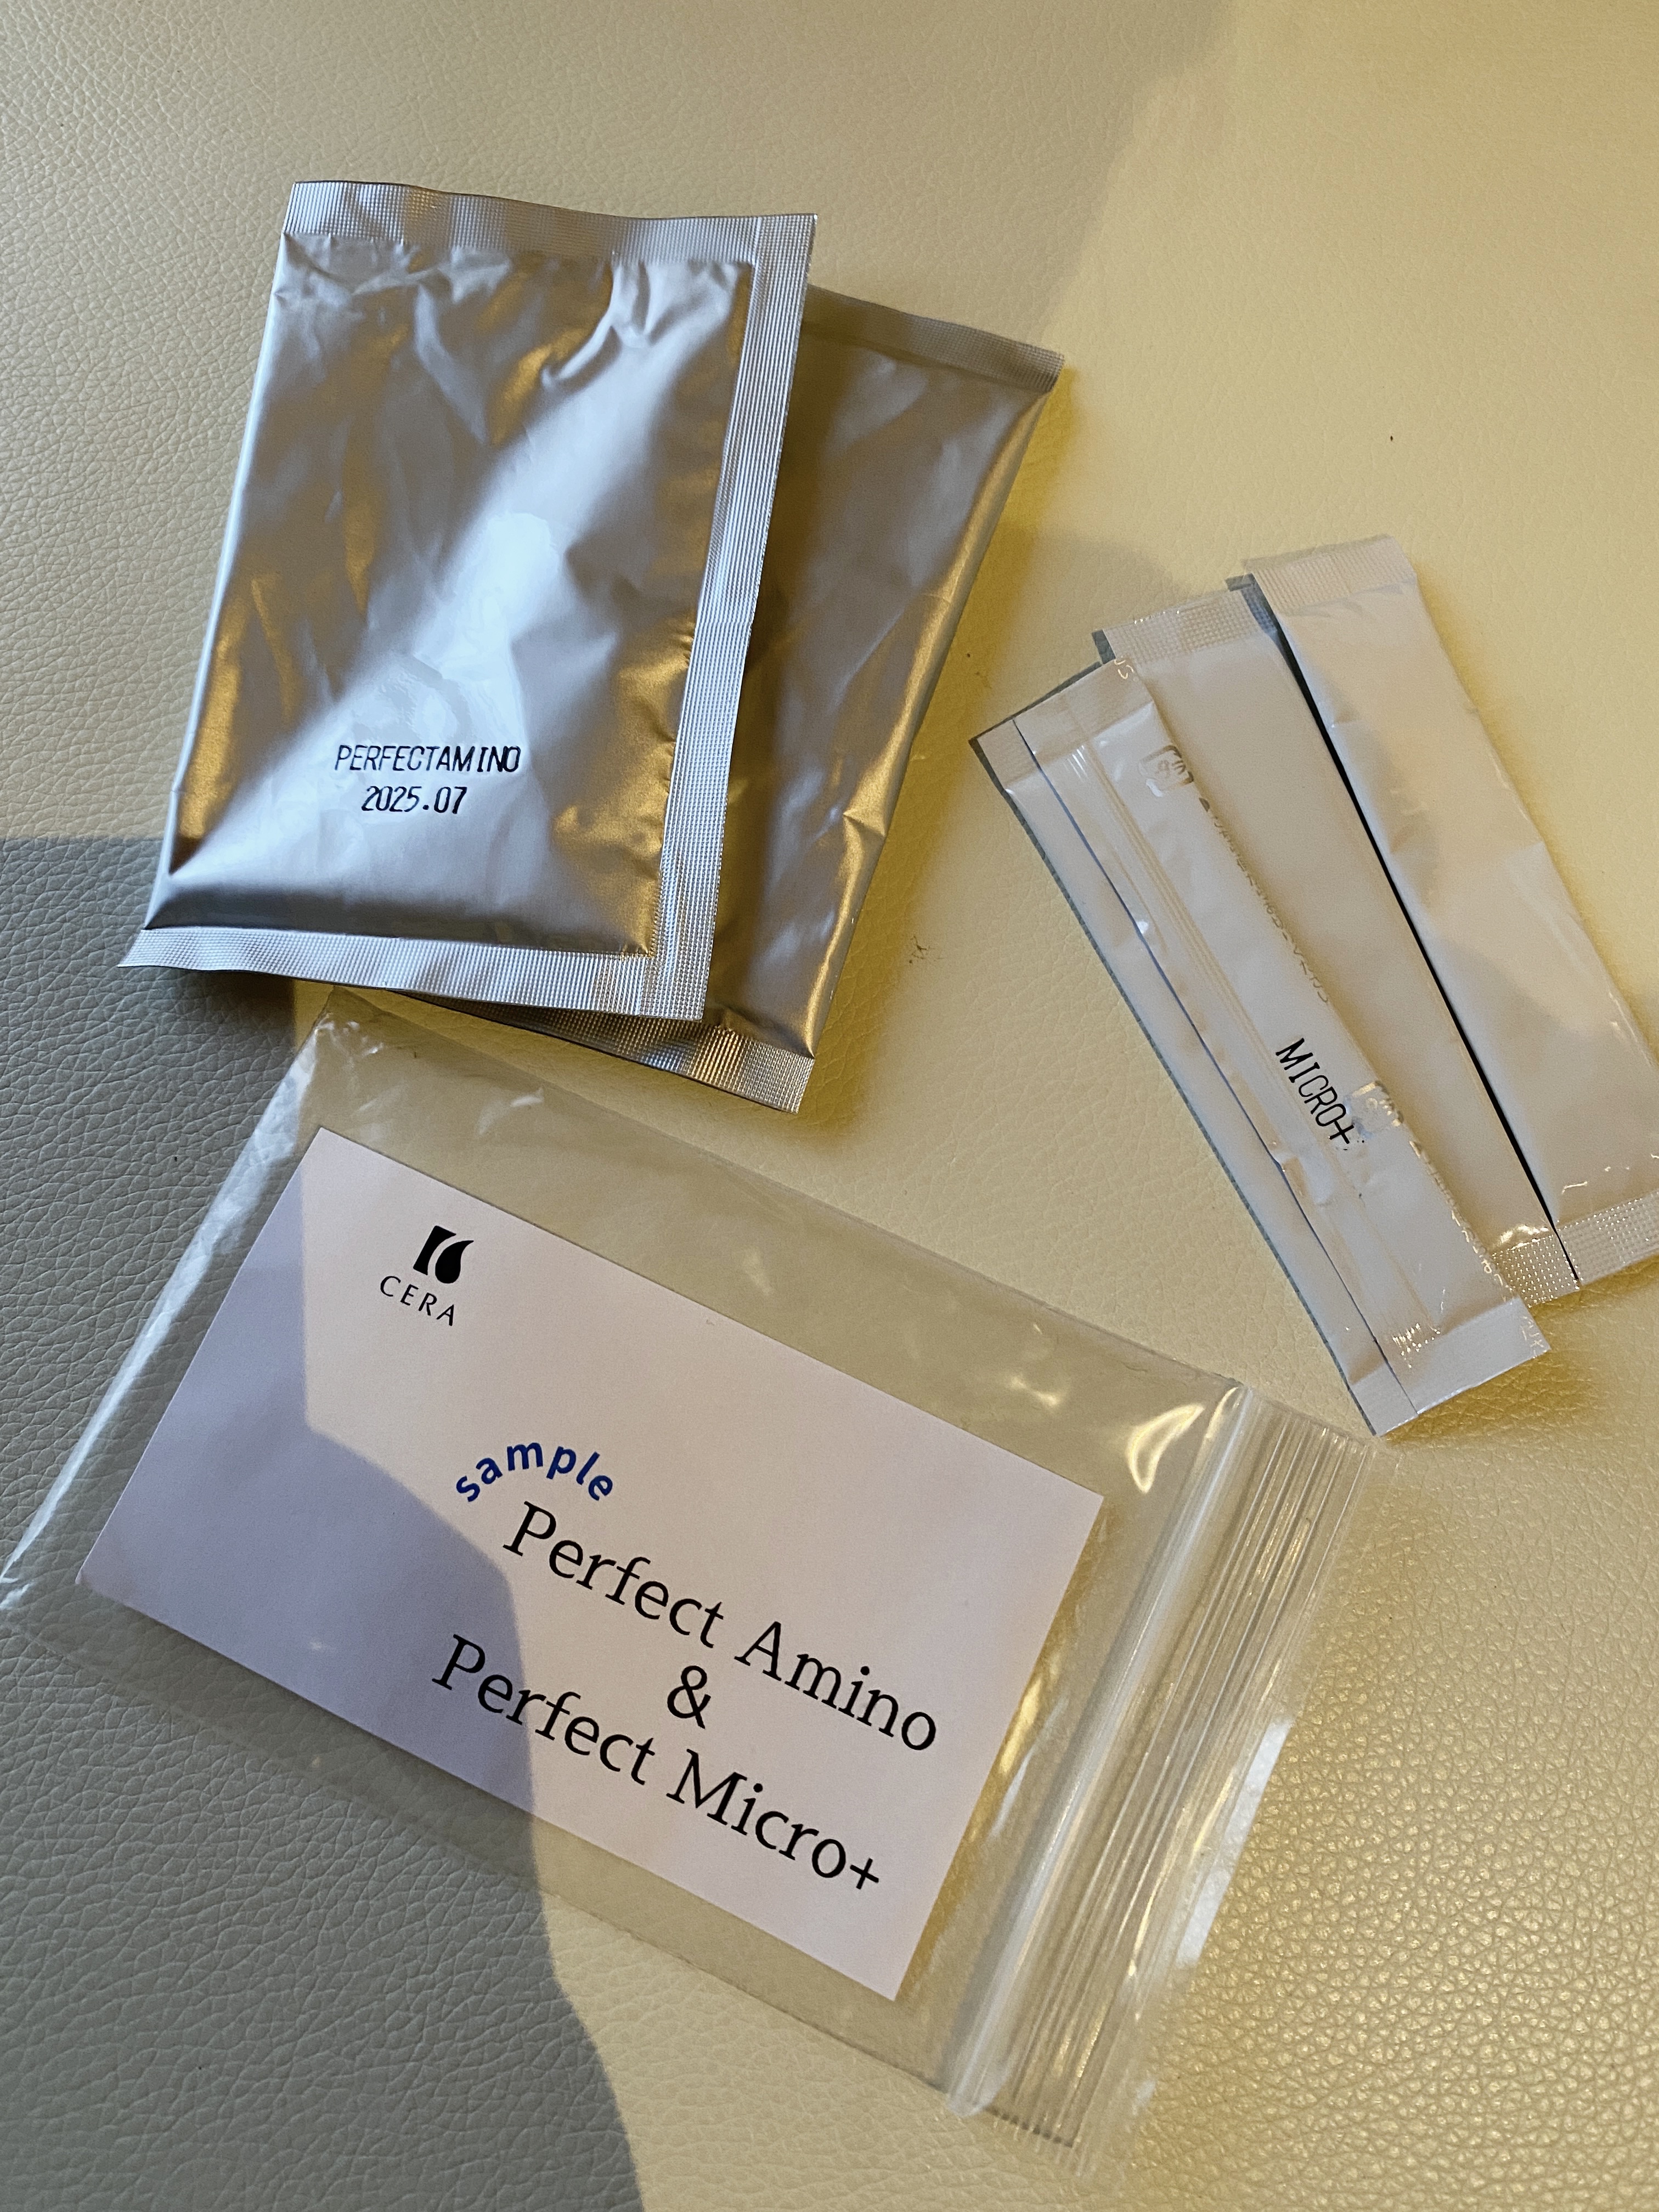 PERFECTAMINO
2025.07
MICRO+
CERA
sample
Perfect Amino
&
Perfect Micro+